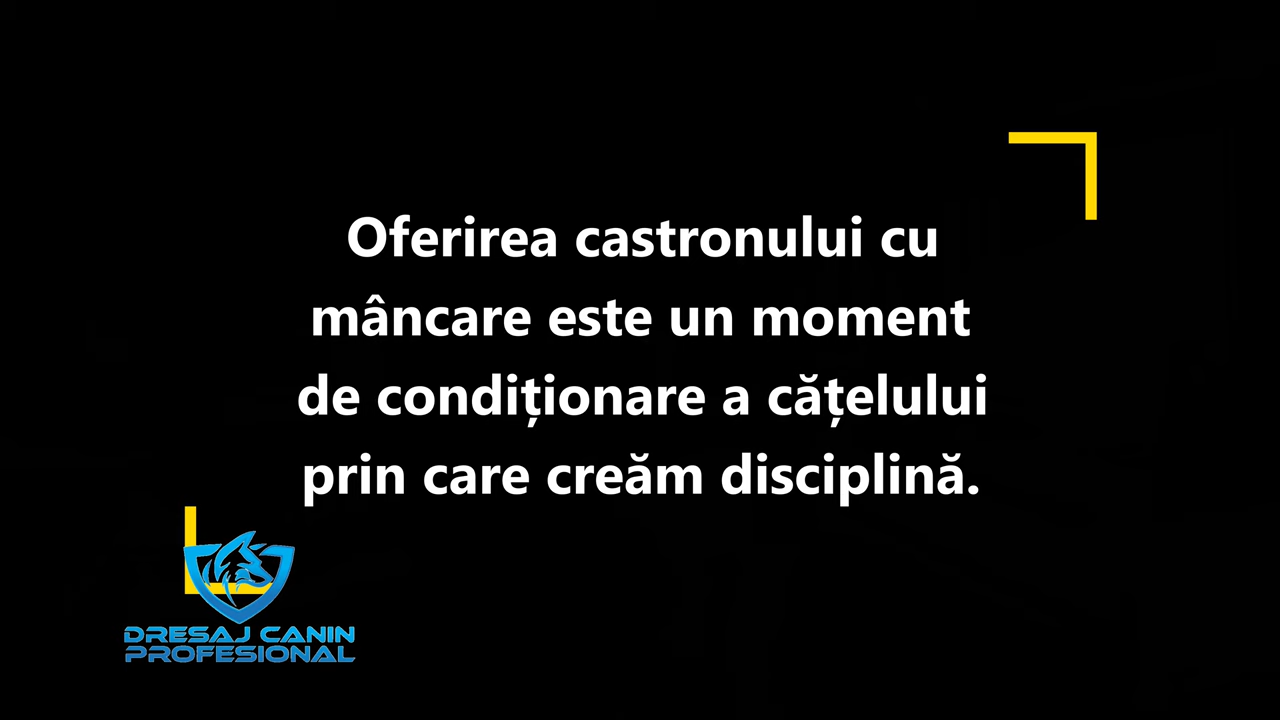 Oferirea castronului cu
mâncare este un moment
de condiționare a cățelului
prin care creăm disciplină.
DRESAJ CANIN
PROFESIONAL